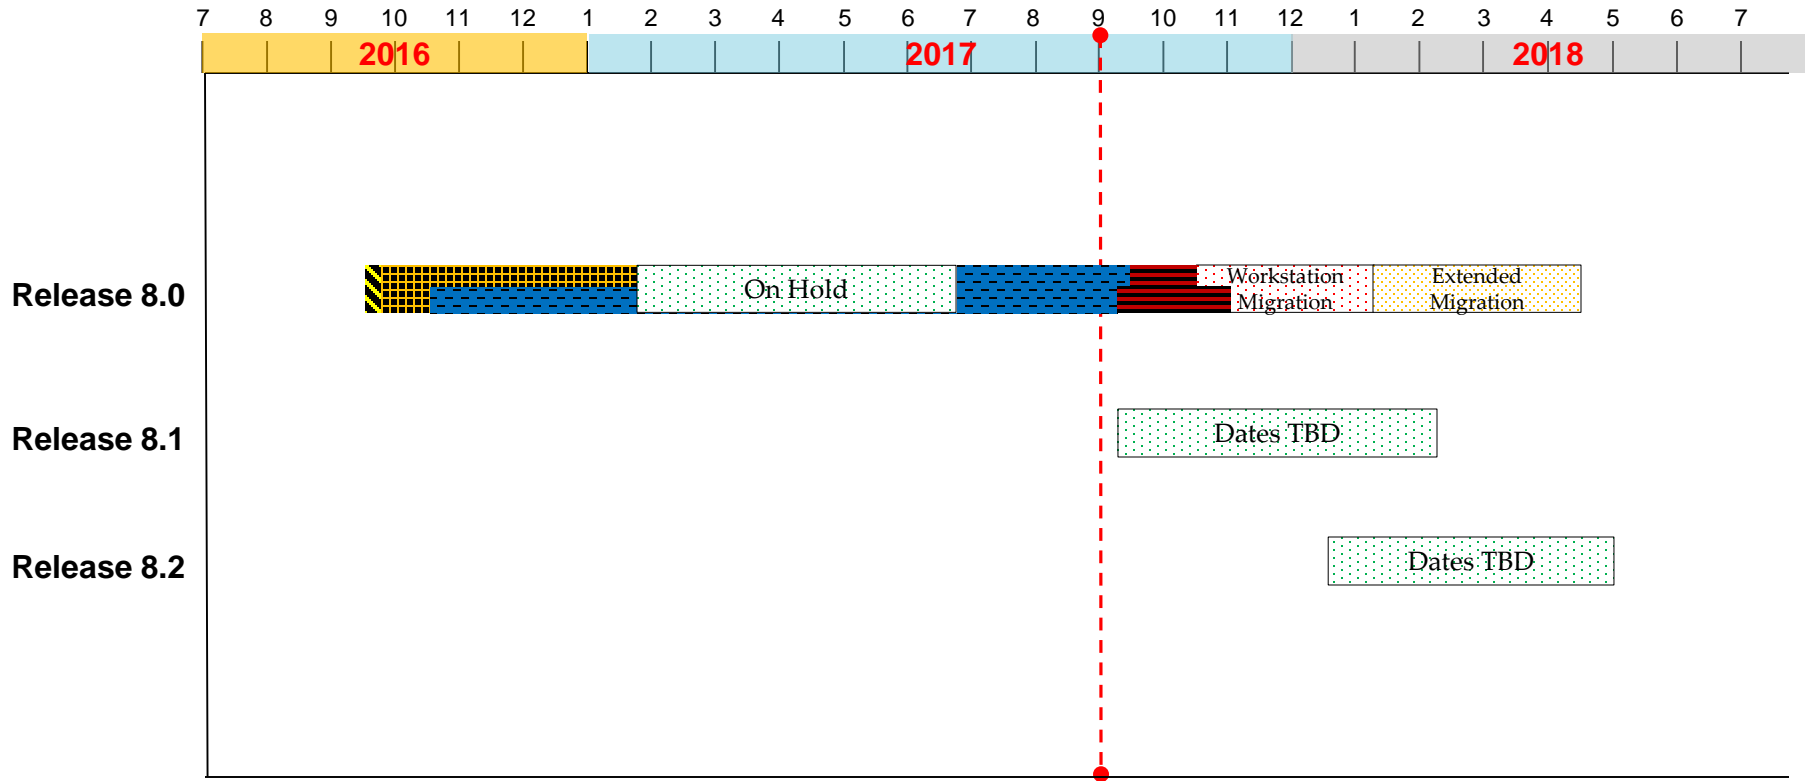 7 8 9 10 11 12 1 2 3 4 5 6 7 8 9 10 11 12 1 2 3 4 5 6 7
2016 2017 2018
Release 8.0
On Hold
Workstation
Migration
Extended
Migration
Release 8.1
Dates TBD
Release 8.2
Dates TBD